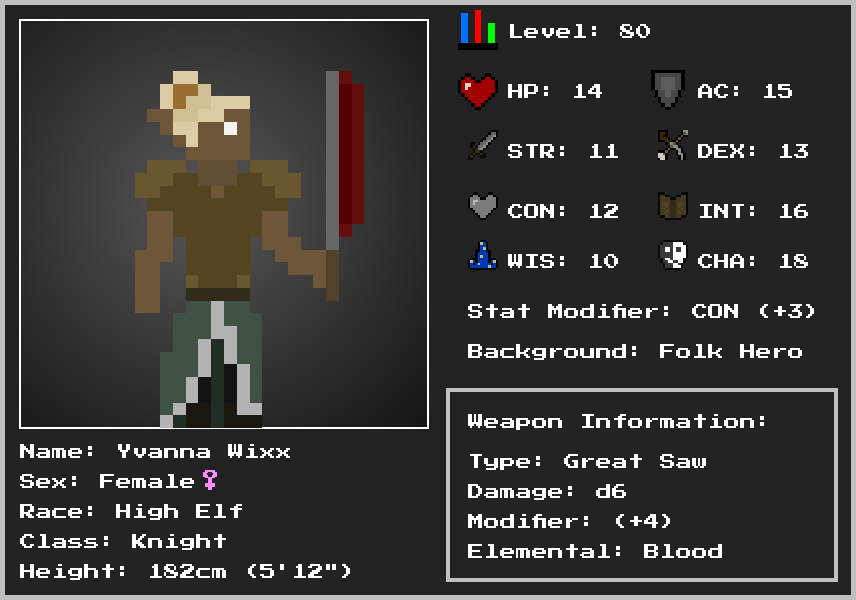 Level: 80
HP: 14
AC: 15
STR: 11
DEX: 13
CON: 12
INT: 16
WIS: 10
CHA: 18
Stat Modifier: CON (+3)
Background: Folk Hero
Weapon Information:
Type: Great Saw
Damage: d6
Modifier: (+4)
Elemental: Blood
Name: Yvanna Wixx
Sex: Female♀
Race: High Elf
Class: Knight
Height: 182cm (5'12")